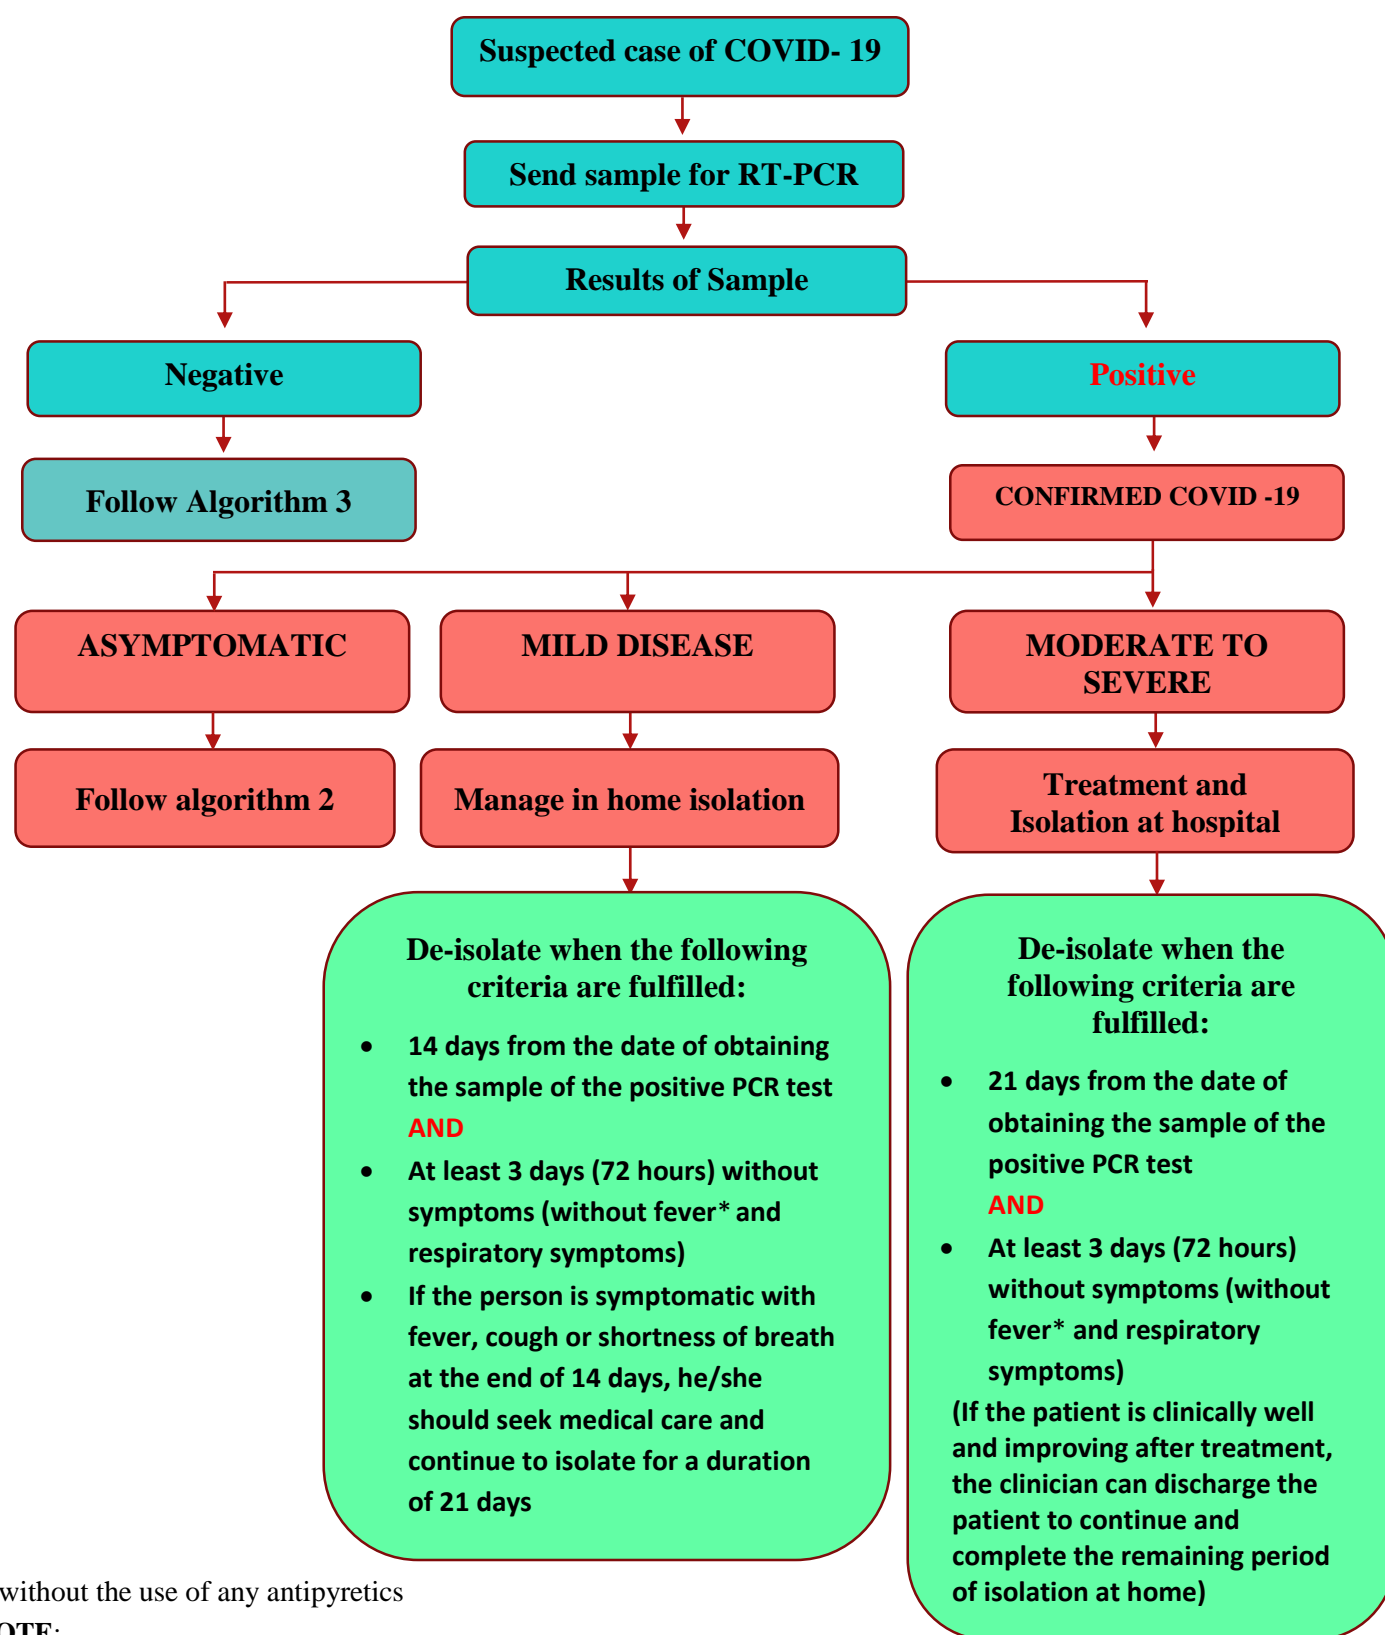 Suspected case of COVID- 19
Send sample for RT-PCR
Results of Sample
Negative
Positive
Follow Algorithm 3
CONFIRMED COVID -19
ASYMPTOMATIC
MILD DISEASE
MODERATE TO
SEVERE
Follow algorithm 2
Manage in home isolation
Treatment and
Isolation at hospital
De-isolate when the following
criteria are fulfilled:
• 14 days from the date of obtaining
the sample of the positive PCR test
AND
• At least 3 days (72 hours) without
symptoms (without fever* and
respiratory symptoms)
• If the person is symptomatic with
fever, cough or shortness of breath
at the end of 14 days, he/she
should seek medical care and
continue to isolate for a duration
of 21 days
De-isolate when the
following criteria are
fulfilled:
• 21 days from the date of
obtaining the sample of the
positive PCR test
AND
• At least 3 days (72 hours)
without symptoms (without
fever* and respiratory
symptoms)
(If the patient is clinically well
and improving after treatment,
the clinician can discharge the
patient to continue and
complete the remaining period
of isolation at home)
without the use of any antipyretics